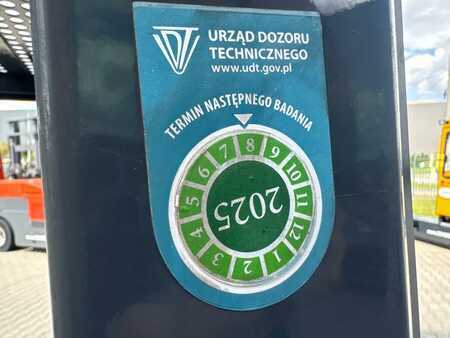 UDT URZĄD DOZORU
TECHNICZNEGO
www.udt.gov.pl
TERMIN NASTĘPNEGO BADANIA
1 2 3 4 5 6 7 8 9 10 11 12
2025